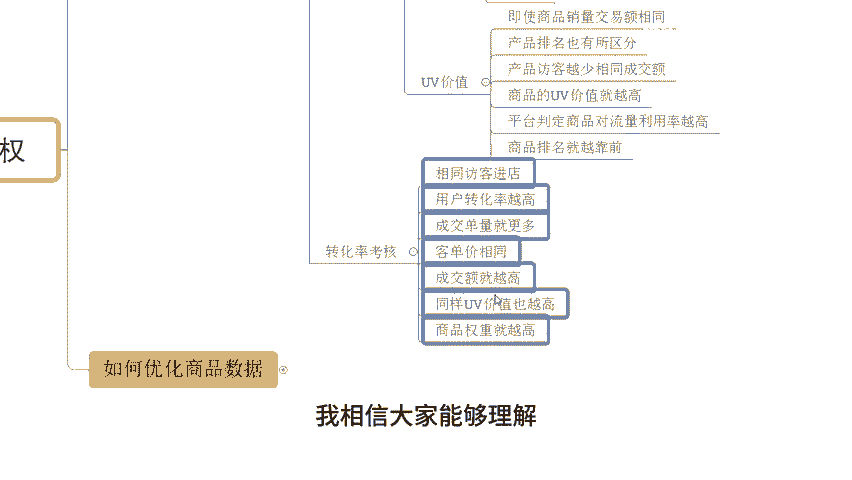 即使商品销量交易额相同
产品排名也有所区分
产品访客越少相同成交额
UV价值
商品的UV价值就越高
平台判定商品对流量利用率越高
商品排名就越靠前
权
相同访客进店
用户转化率越高
成交单量就更多
转化率考核
客单价相同
成交额就越高
同样UV价值也越高
商品权重就越高
如何优化商品数据
我相信大家能够理解